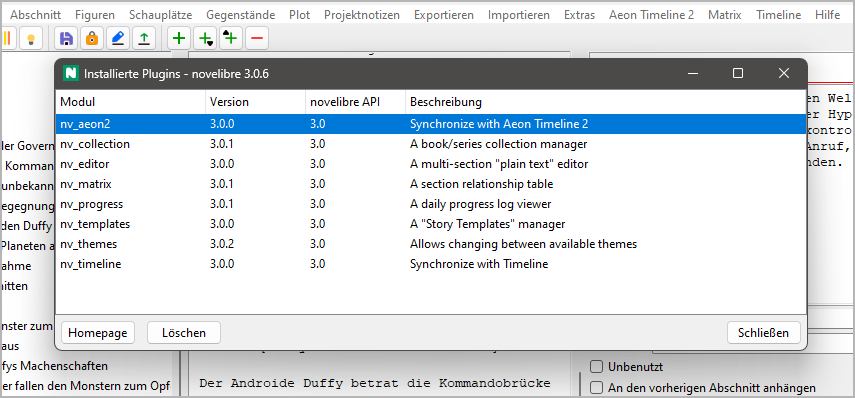 Abschnitt Figuren Schauplätze Gegenstände Plot Projektnotizen Exportieren Importieren Extras Aeon Timeline 2 Matrix Timeline Hilfe
Installierte Plugins - novelibre 3.0.6
Modul Version novelibre API Beschreibung
nv_aeon2 3.0.0 3.0 Synchronize with Aeon Timeline 2
nv_collection 3.0.1 3.0 A book/series collection manager
nv_editor 3.0.0 3.0 A multi-section "plain text" editor
nv_matrix 3.0.1 3.0 A section relationship table
nv_progress 3.0.1 3.0 A daily progress log viewer
nv_templates 3.0.0 3.0 A "Story Templates" manager
nv_themes 3.0.2 3.0 Allows changing between available themes
nv_timeline 3.0.0 3.0 Synchronize with Timeline
Homepage Löschen Schließen
ler Govern
Komman
unbekann
egegnung
den Duffy
Planeten a
ahme
nitten
nster zum
aus
fys Machenschaften
er fallen den Monstern zum Opf
en Wel
er Hyp
kontro
Anruf,
nden.
Der Androide Duffy betrat die Kommandobrücke
Unbenutzt
An den vorherigen Abschnitt anhängen